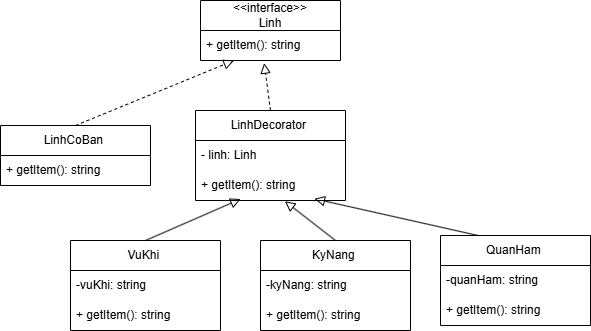 <<interface>>
Linh
+ getItem(): string
LinhCoBan
+ getItem(): string
LinhDecorator
- linh: Linh
+ getItem(): string
VuKhi
-vuKhi: string
+ getItem(): string
KyNang
-kyNang: string
+ getItem(): string
QuanHam
-quanHam: string
+ getItem(): string